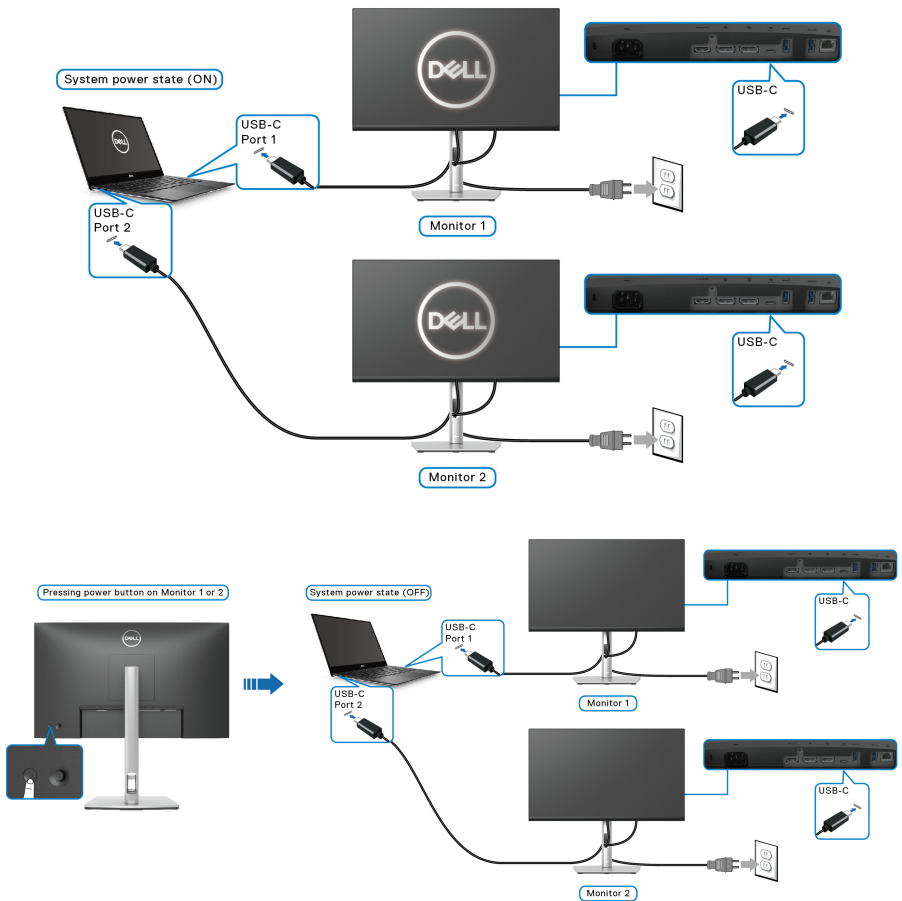 DELL
System power state (ON)
USB-C
DELL
USB-C
Port 1
USB-C
Port 2
Monitor 1
DELL
USB-C
Monitor 2
Pressing power button on Monitor 1 or 2
System power state (OFF)
DELL
USB-C
Port 1
USB-C
USB-C
Port 2
Monitor 1
USB-C
Monitor 2